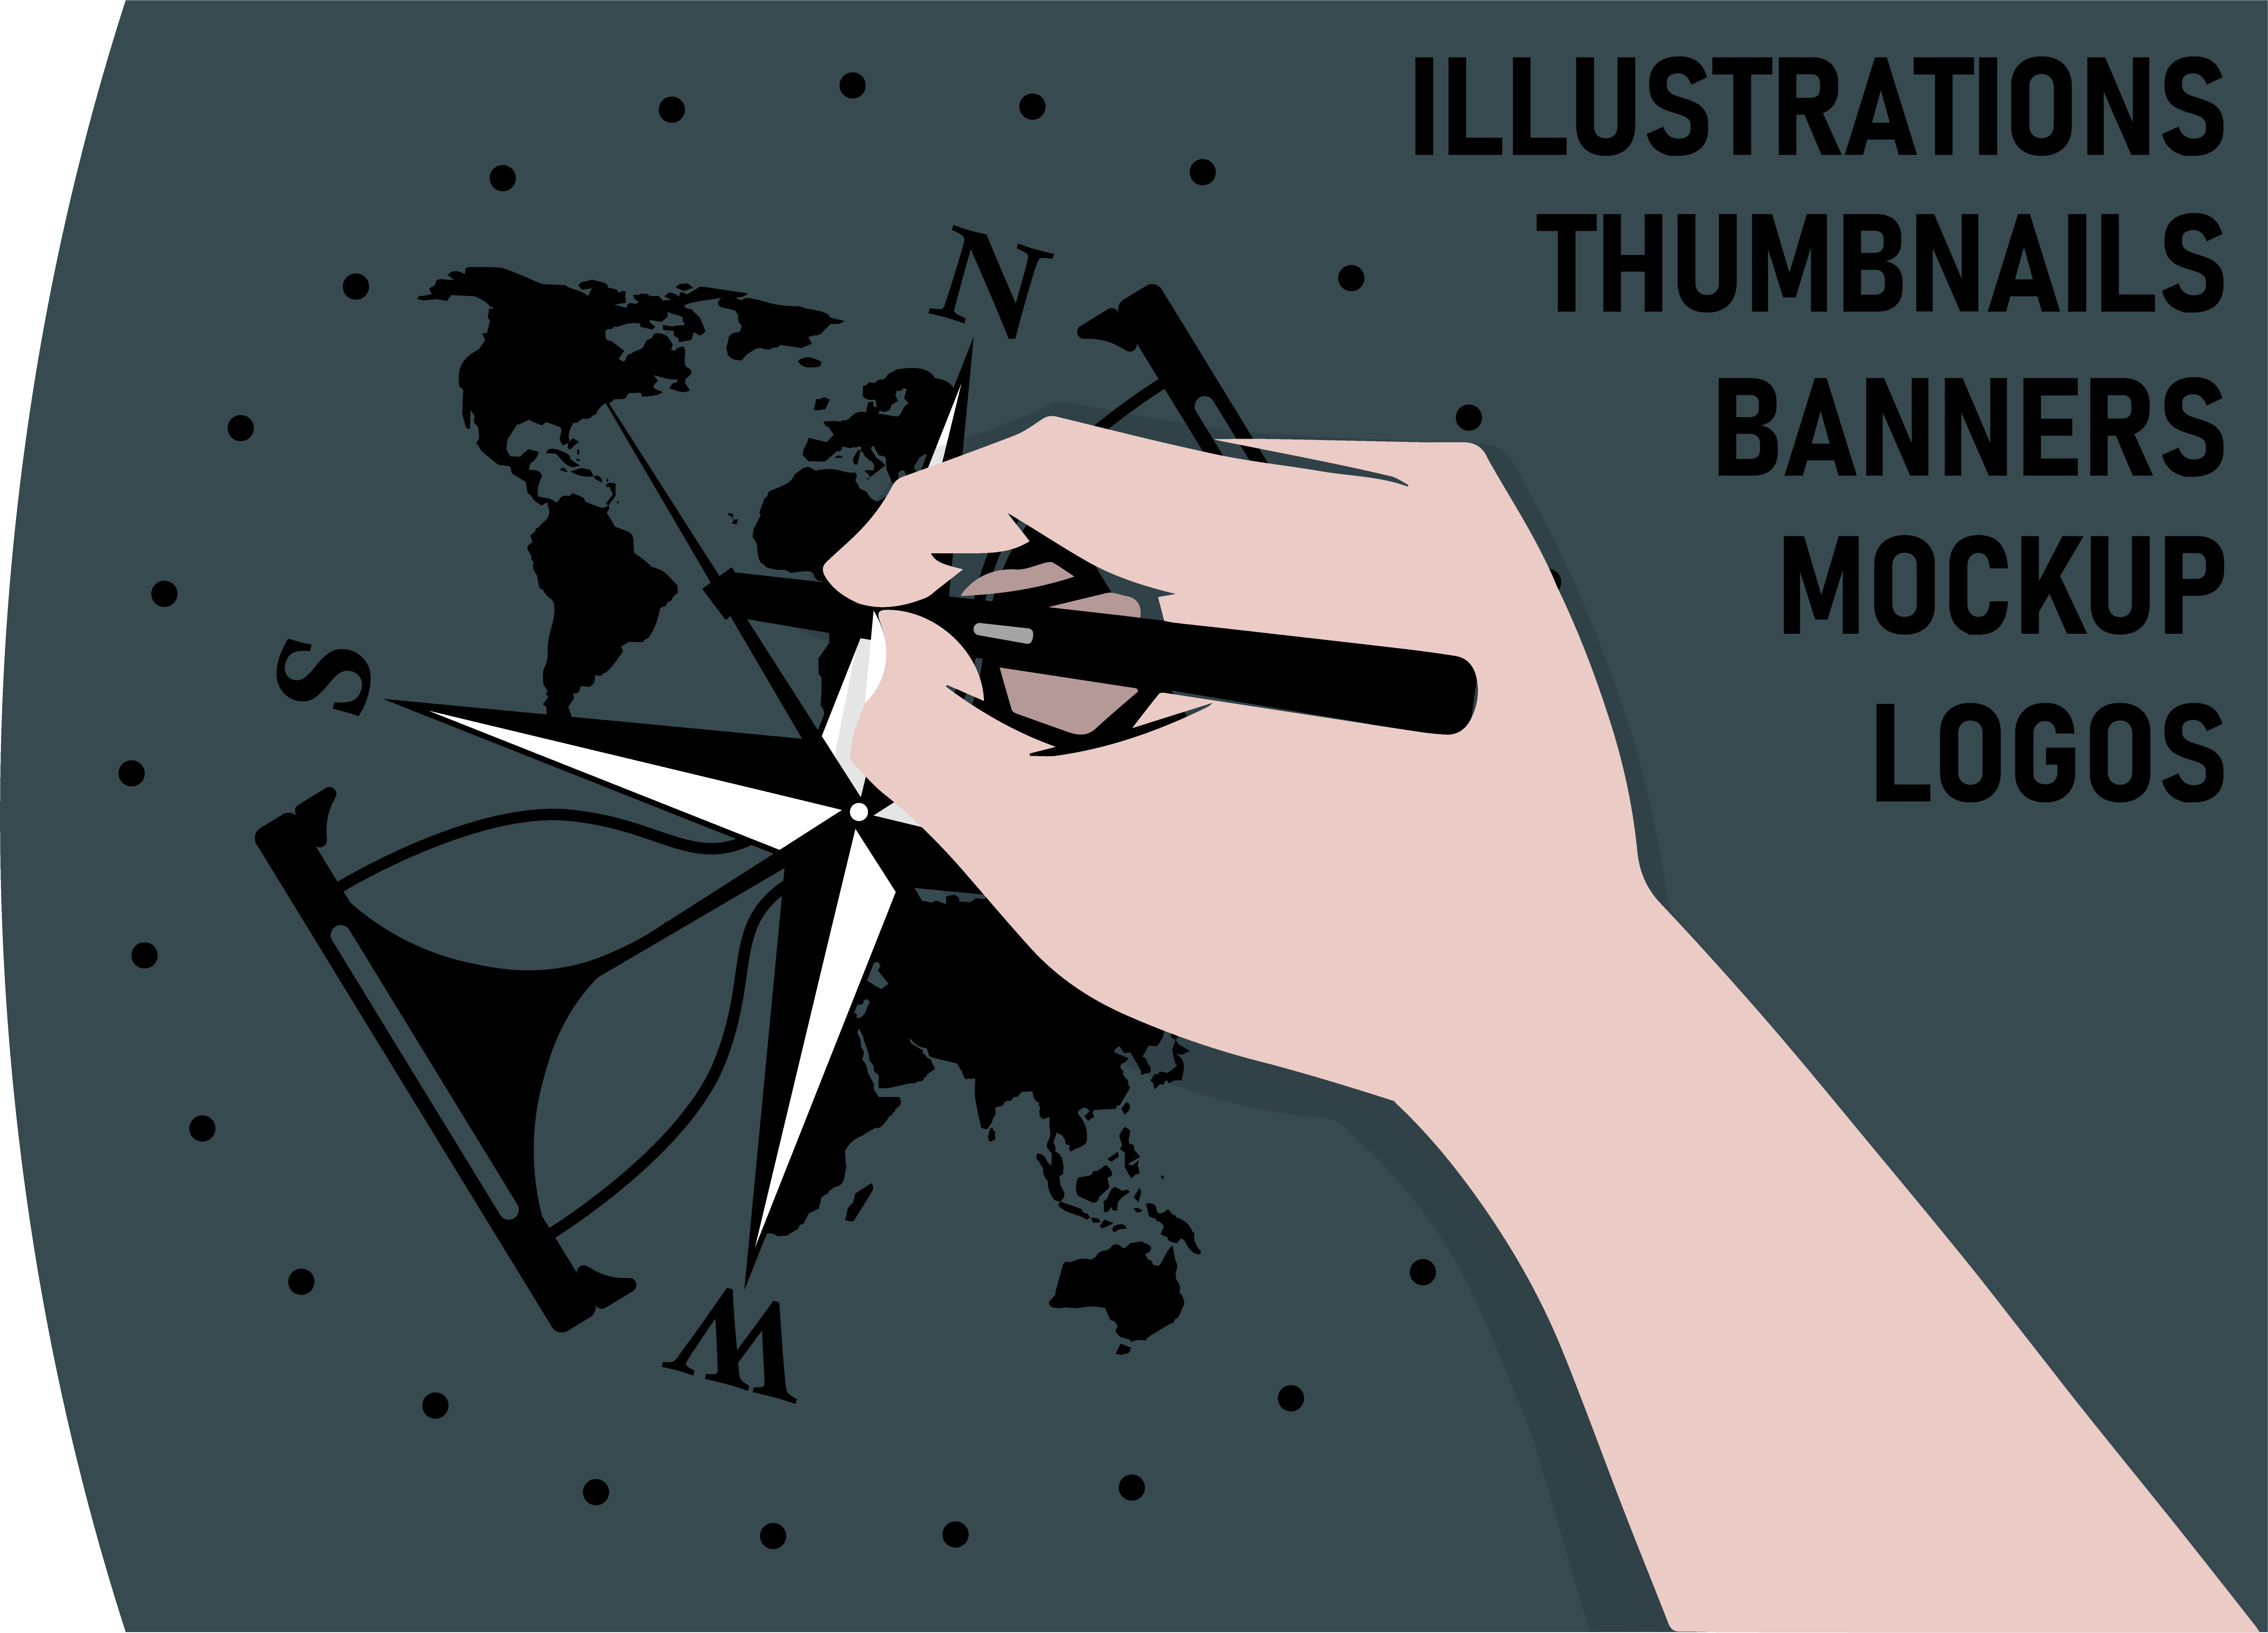 ILLUSTRATIONS
THUMBNAILS
BANNERS
MOCKUP
LOGOS
N
S
W